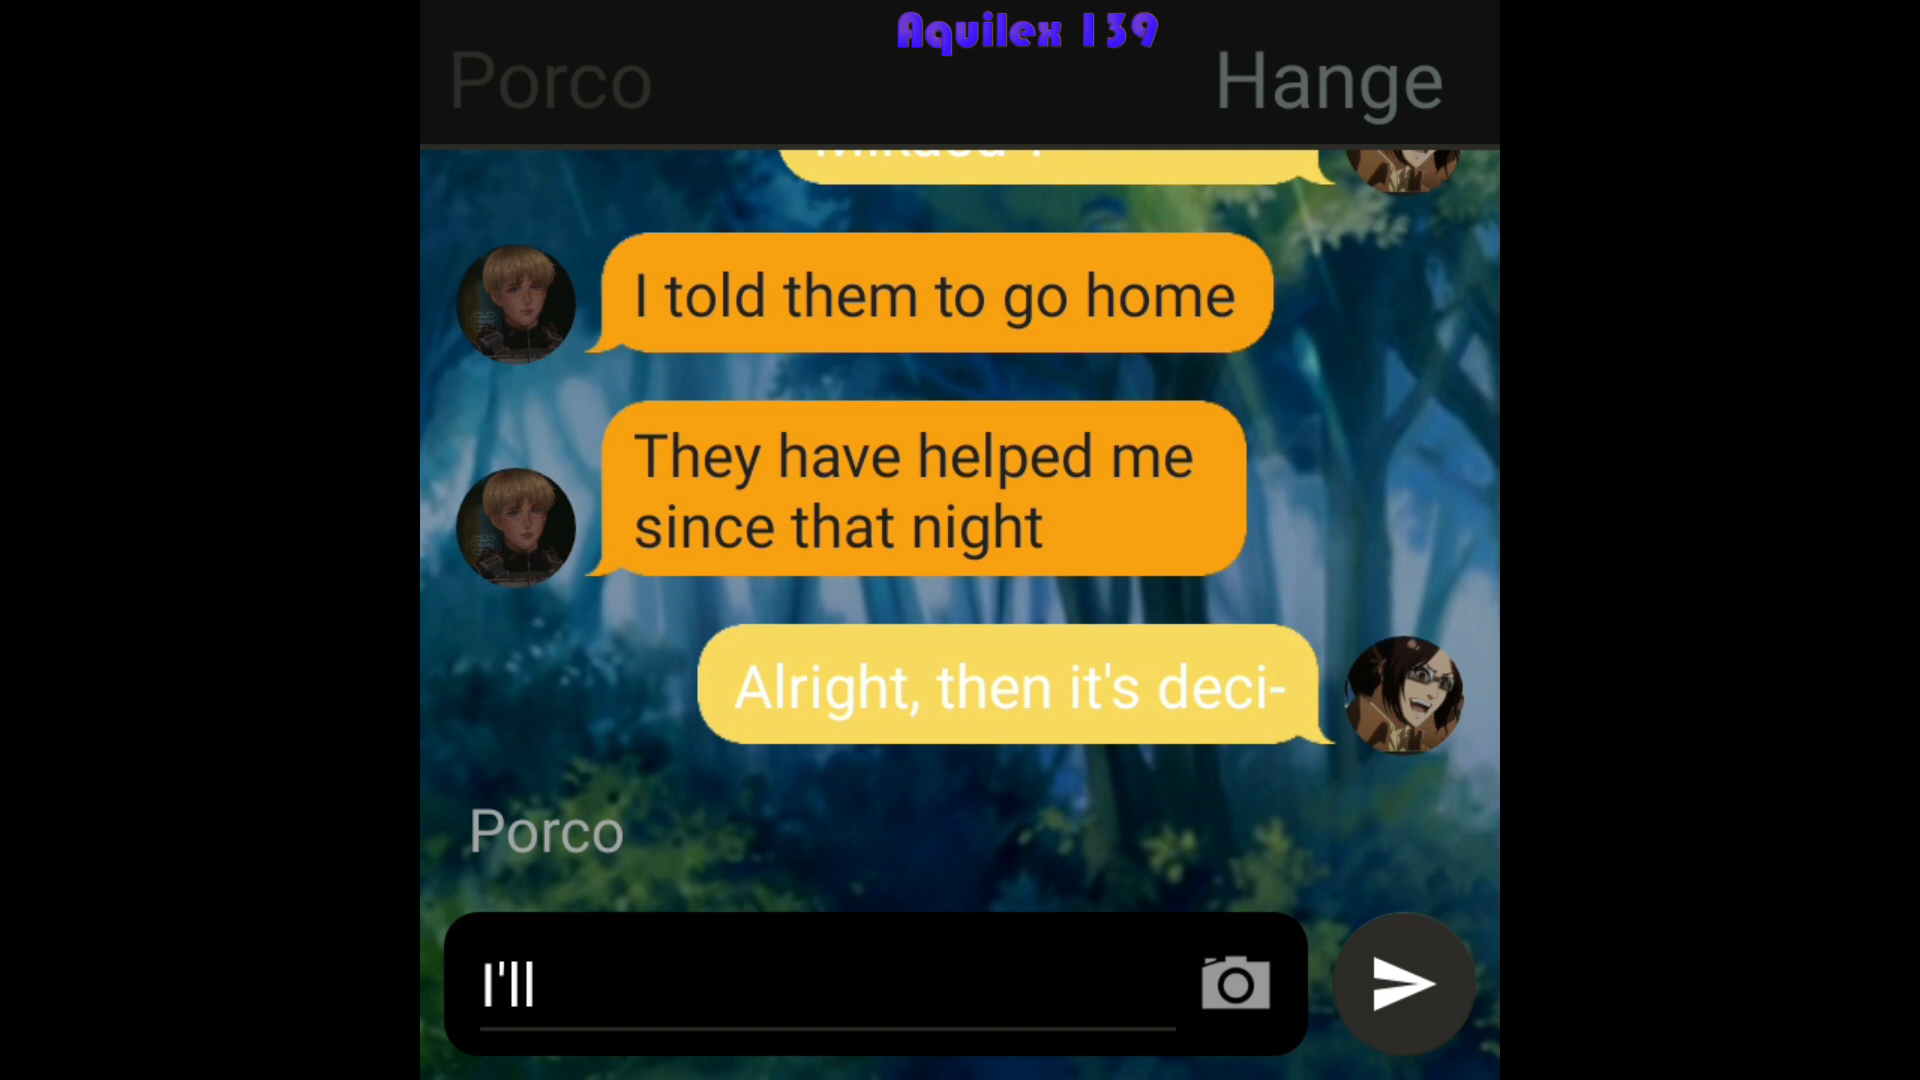 Aquilex 139
Porco
Hange
I told them to go home
They have helped me
since that night
Alright, then it's deci-
Porco
I'll